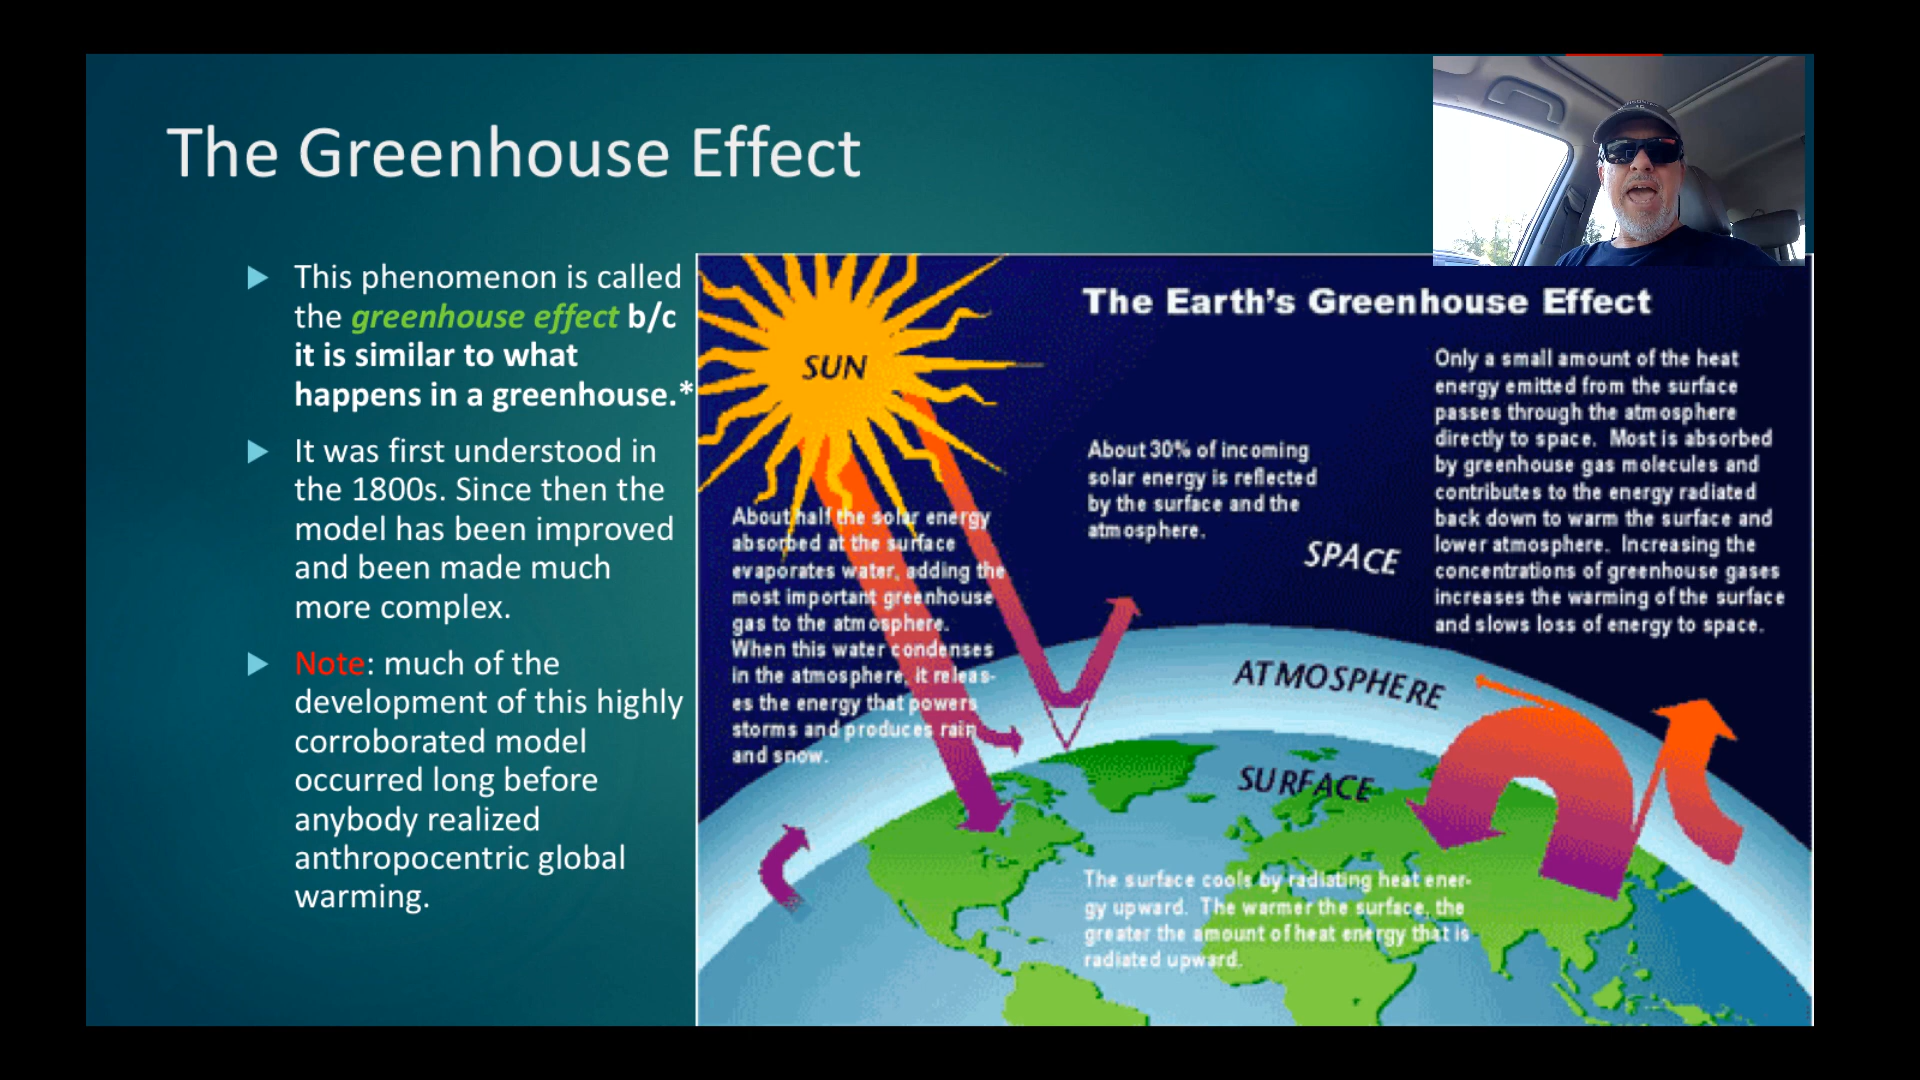 The Greenhouse Effect
This phenomenon is called
the greenhouse effect b/c
it is similar to what
happens in a greenhouse.*
It was first understood in
the 1800s. Since then the
model has been improved
and been made much
more complex.
Note: much of the
development of this highly
corroborated model
occurred long before
anybody realized
anthropocentric global
warming.
The Earth's Greenhouse Effect
SUN
About half the solar energy
absorbed at the surface
evaporates water, adding the
most important greenhouse
gas to the atmosphere.
When this water condenses
in the atmosphere, it releas-
es the energy that powers
storms and produces rain
and snow.
About 30% of incoming
solar energy is reflected
by the surface and the
atmosphere.
SPACE
Only a small amount of the heat
energy emitted from the surface
passes through the atmosphere
directly to space. Most is absorbed
by greenhouse gas molecules and
contributes to the energy radiated
back down to warm the surface and
lower atmosphere. Increasing the
concentrations of greenhouse gases
increases the warming of the surface
and slows loss of energy to space.
ATMOSPHERE
SURFACE
The surface cools by radiating heat ener-
gy upward. The warmer the surface, the
greater the amount of heat energy that is
radiated upward.